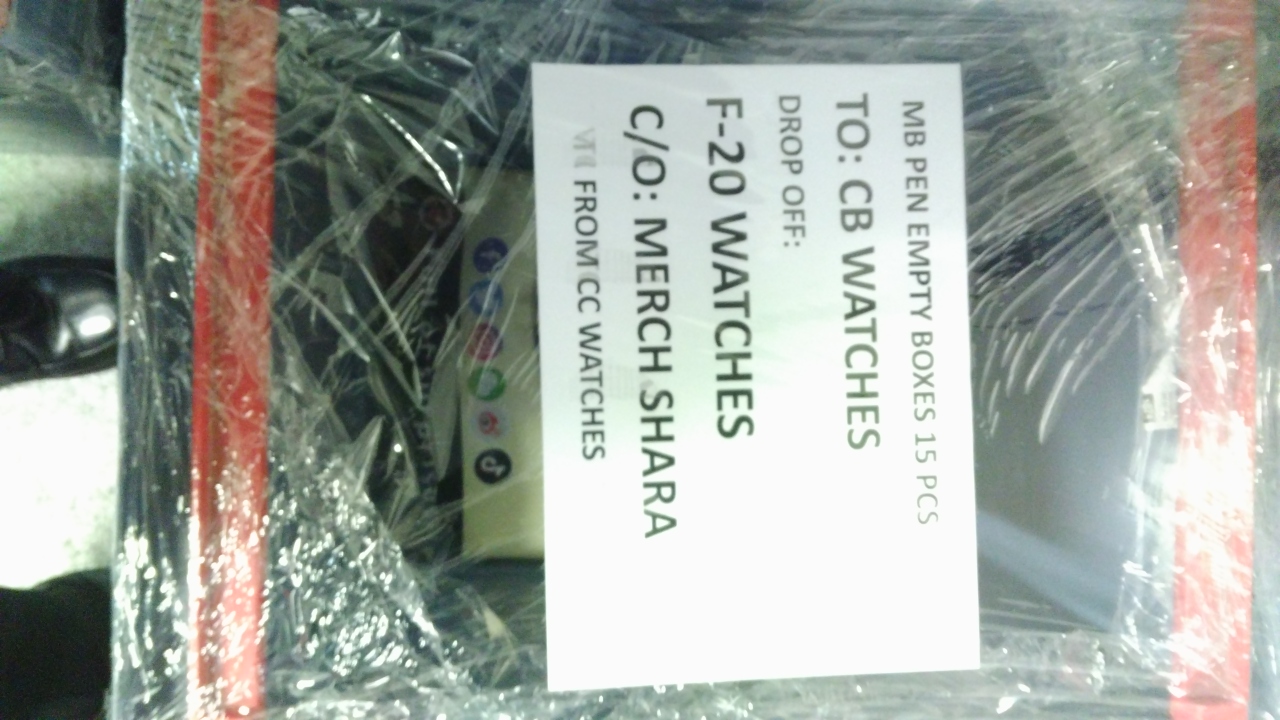 MB PEN EMPTY BOXES 15 PCS
TO: CB WATCHES
DROP OFF:
F-20 WATCHES
C/O: MERCH SHARA
FROM CC WATCHES